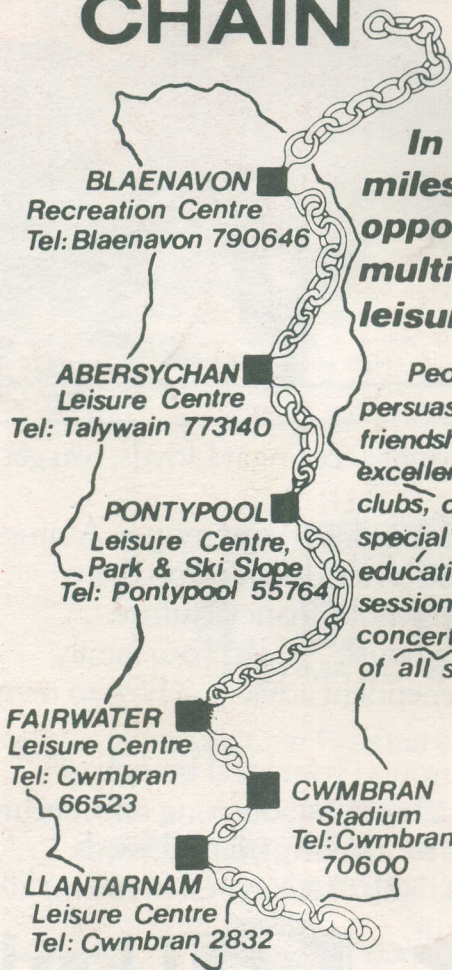 CHAIN
BLAENAVON
Recreation Centre
Tel: Blaenavon 790646
ABERSYCHAN
Leisure Centre
Tel: Talywain 773140
PONTYPOOL
Leisure Centre,
Park & Ski Slope
Tel: Pontypool 55764
FAIRWATER
Leisure Centre
Tel: Cwmbran
66523
CWMBRAN
Stadium
Tel: Cwmbran
70600
LLANTARNAM
Leisure Centre
Tel: Cwmbran 2832
In
miles
oppo
multi
leisu
Peo
persuas
friendsh
excellen
clubs, c
special
educati
session
concert
of all s